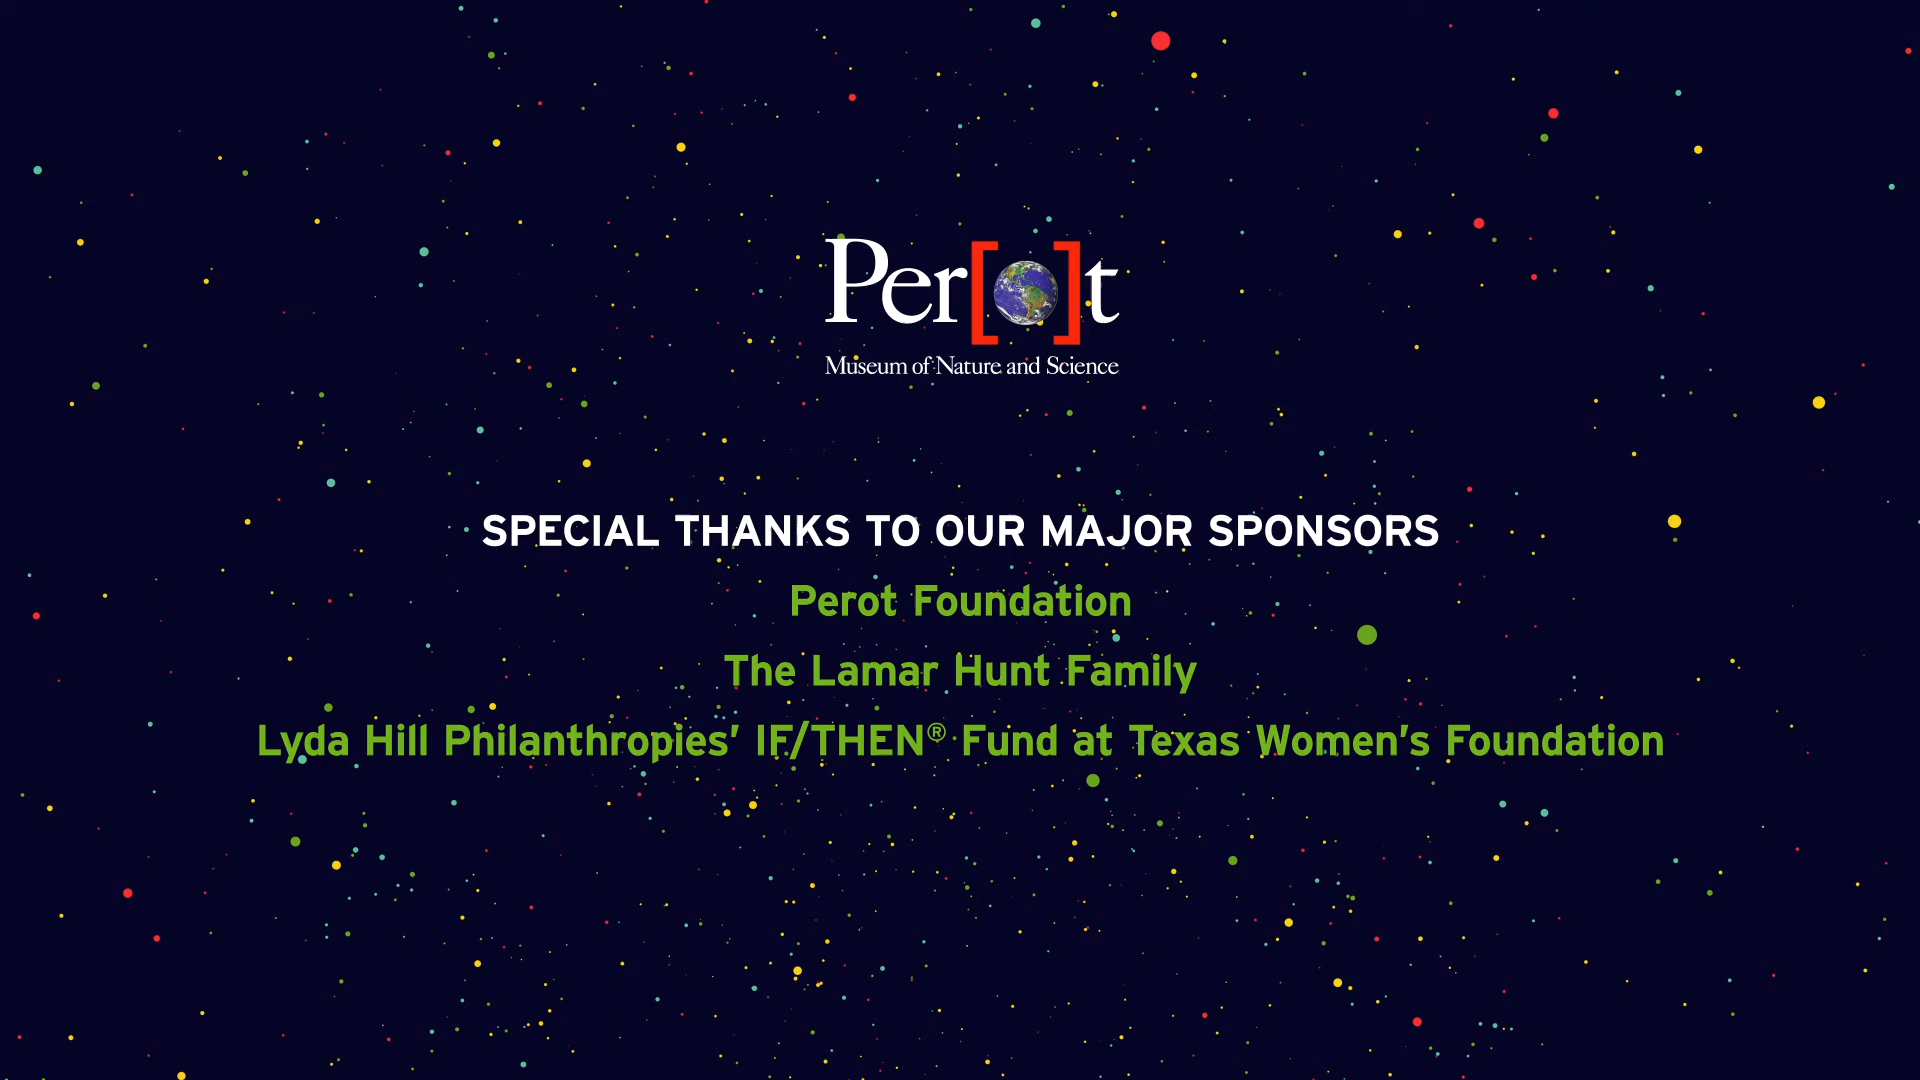 Per[o]t
Museum of Nature and Science
SPECIAL THANKS TO OUR MAJOR SPONSORS
Perot Foundation
The Lamar Hunt Family
Lyda Hill Philanthropies’ IF/THEN® Fund at Texas Women’s Foundation